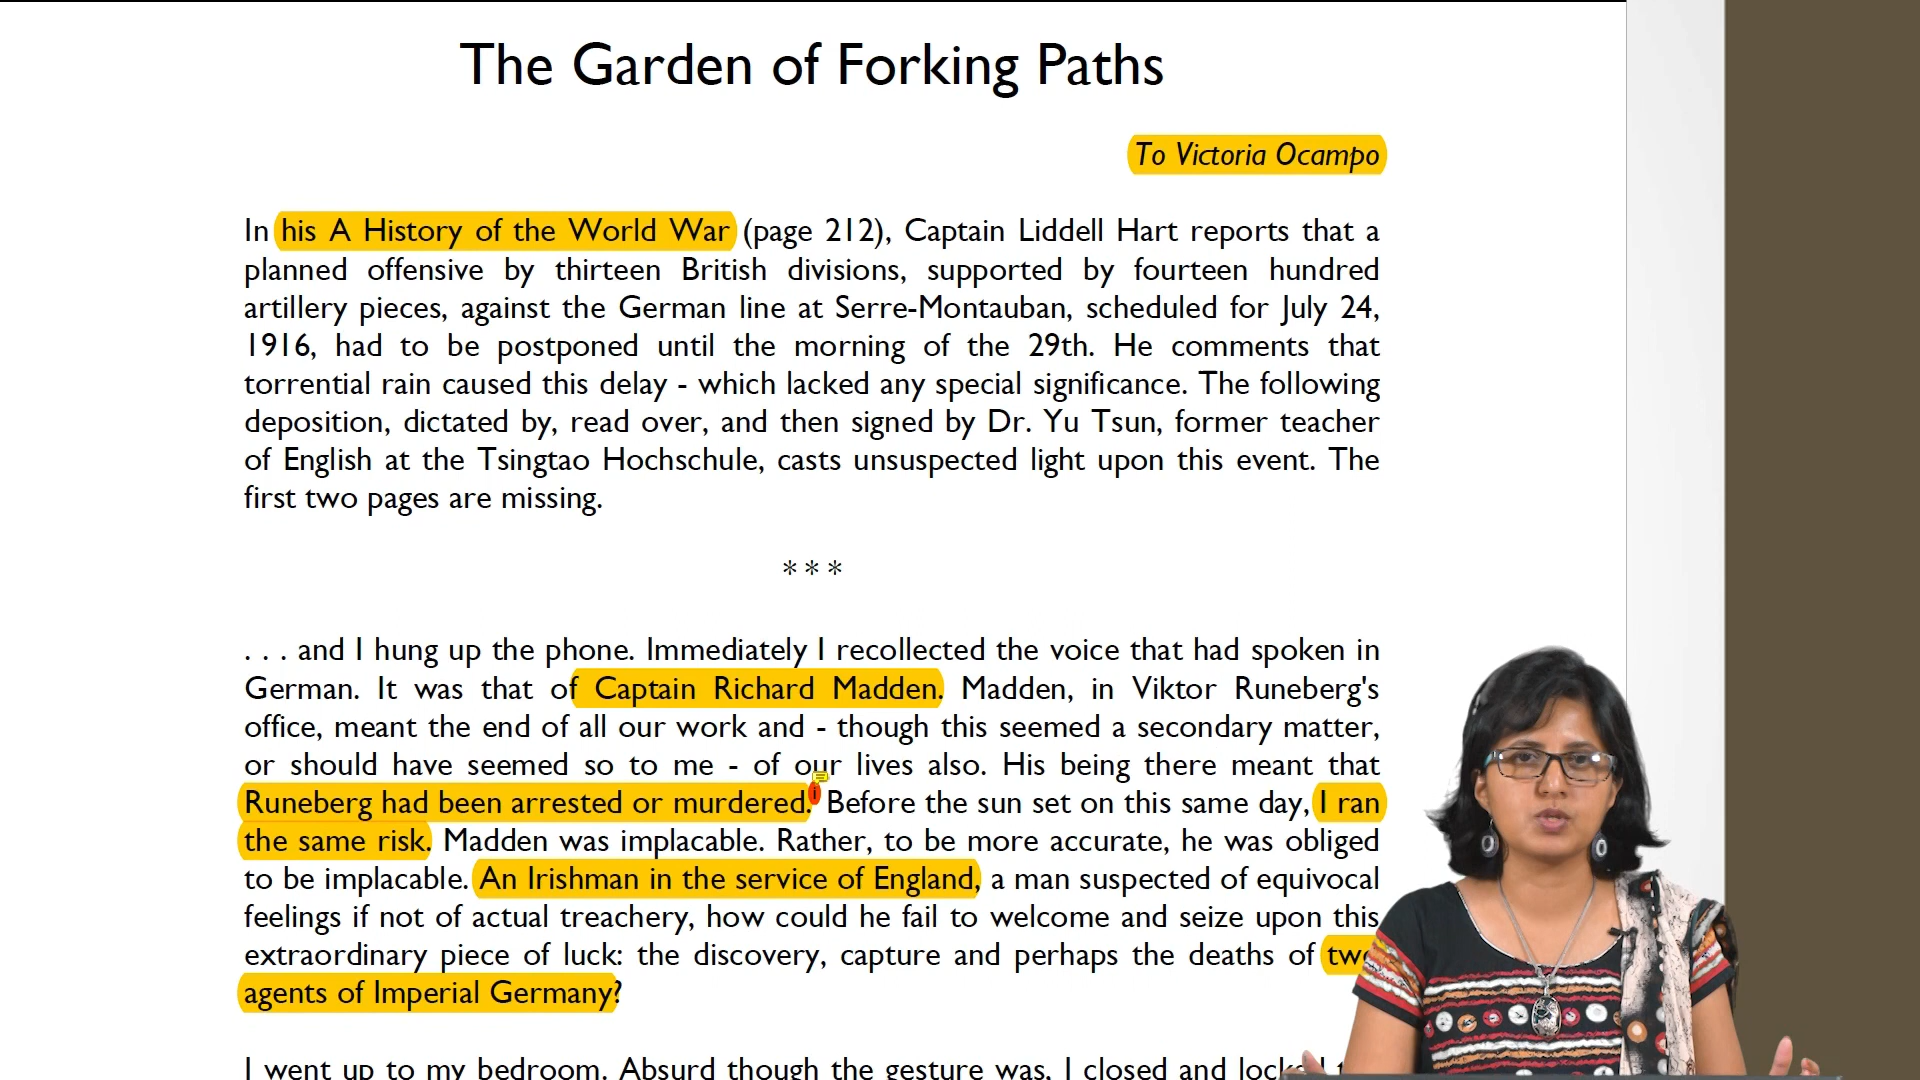 The Garden of Forking Paths
To Victoria Ocampo
In his A History of the World War (page 212), Captain Liddell Hart reports that a
planned offensive by thirteen British divisions, supported by fourteen hundred
artillery pieces, against the German line at Serre-Montauban, scheduled for July 24,
1916, had to be postponed until the morning of the 29th. He comments that
torrential rain caused this delay - which lacked any special significance. The following
deposition, dictated by, read over, and then signed by Dr. Yu Tsun, former teacher
of English at the Tsingtao Hochschule, casts unsuspected light upon this event. The
first two pages are missing.
* * *
. . . and I hung up the phone. Immediately I recollected the voice that had spoken in
German. It was that of Captain Richard Madden. Madden, in Viktor Runeberg's
office, meant the end of all our work and - though this seemed a secondary matter,
or should have seemed so to me - of our lives also. His being there meant that
Runeberg had been arrested or murdered.i Before the sun set on this same day, I ran
the same risk. Madden was implacable. Rather, to be more accurate, he was obliged
to be implacable. An Irishman in the service of England, a man suspected of equivocal
feelings if not of actual treachery, how could he fail to welcome and seize upon this
extraordinary piece of luck: the discovery, capture and perhaps the deaths of two
agents of Imperial Germany?
I went up to my bedroom. Absurd though the gesture was, I closed and